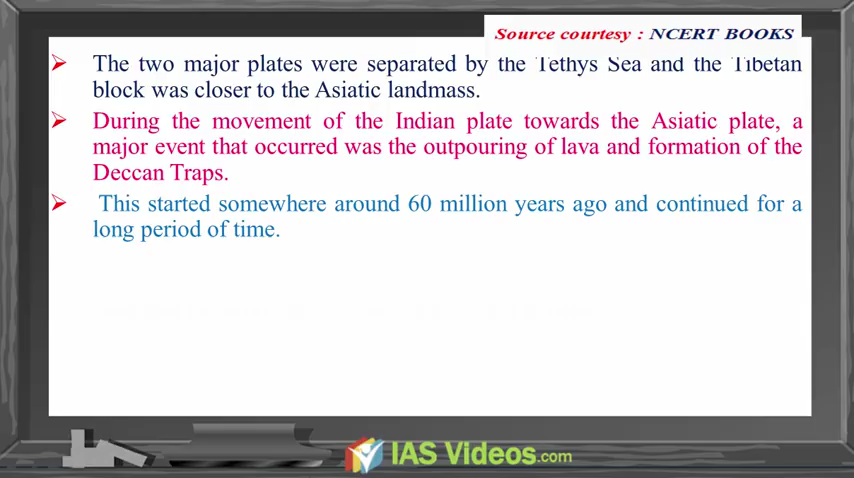 Source courtesy : NCERT BOOKS
The two major plates were separated by the Tethys Sea and the Tibetan
block was closer to the Asiatic landmass.
During the movement of the Indian plate towards the Asiatic plate, a
major event that occurred was the outpouring of lava and formation of the
Deccan Traps.
This started somewhere around 60 million years ago and continued for a
long period of time.
IAS Videos.com